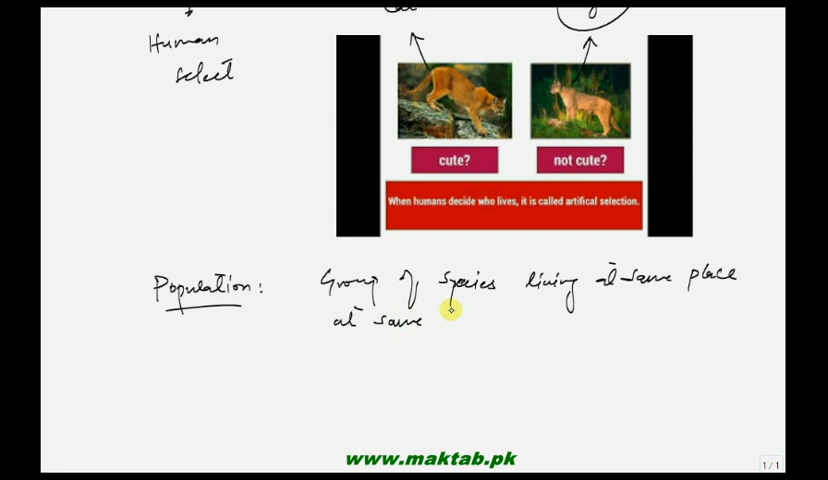 Human
select
cute?
not cute?
When humans decide who lives, it is called artifical selection.
Population: Group of species living at same place
at same
www.maktab.pk
1/1